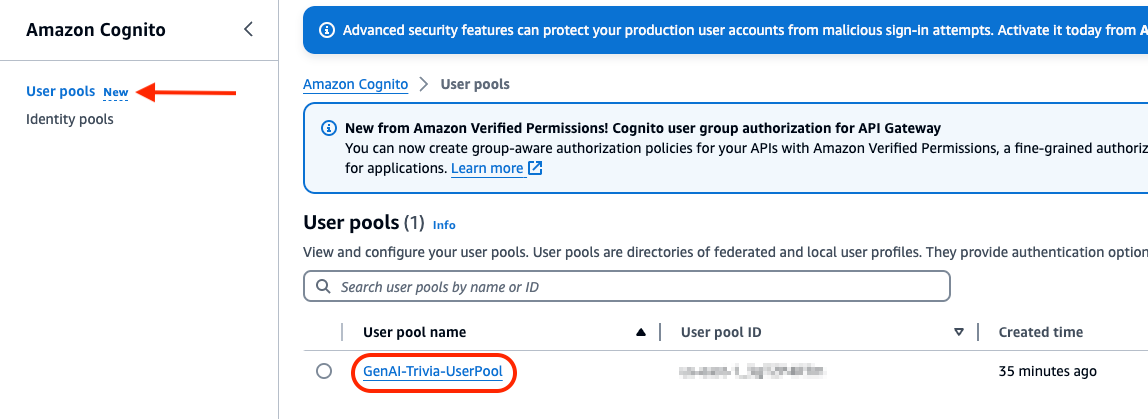 Amazon Cognito
User pools New
Identity pools
Advanced security features can protect your production user accounts from malicious sign-in attempts. Activate it today from
Amazon Cognito > User pools
New from Amazon Verified Permissions! Cognito user group authorization for API Gateway
You can now create group-aware authorization policies for your APIs with Amazon Verified Permissions, a fine-grained
for applications. Learn more
User pools (1) Info
View and configure your user pools. User pools are directories of federated and local user profiles. They provide authentication
Search user pools by name or ID
User pool name User pool ID Created time
GenAI-Trivia-UserPool 35 minutes ago